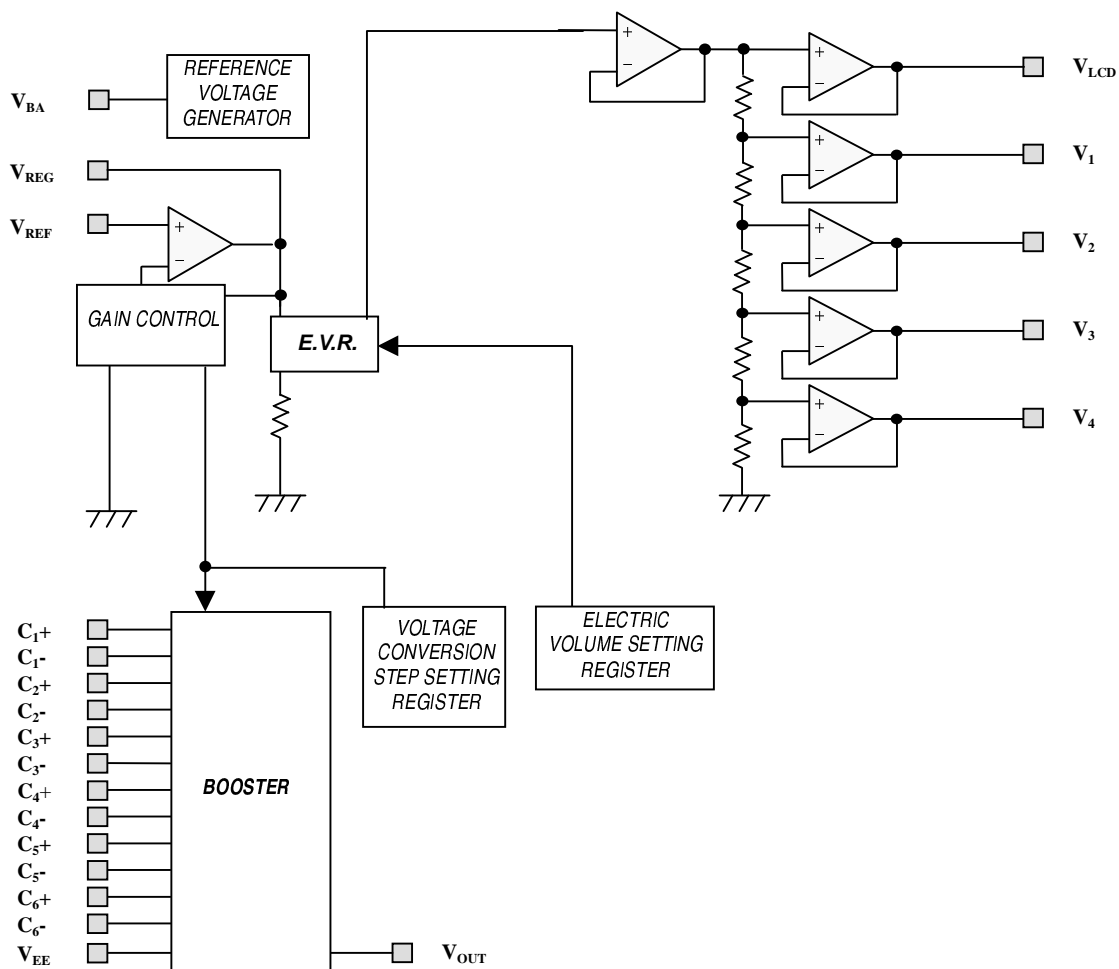 V_BA
REFERENCE
VOLTAGE
GENERATOR
V_REG
V_REF
+
−
GAIN CONTROL
E.V.R.
+
−
+
−
V_LCD
+
−
V_1
+
−
V_2
+
−
V_3
+
−
V_4
VOLTAGE
CONVERSION
STEP SETTING
REGISTER
ELECTRIC
VOLUME SETTING
REGISTER
C_1+
C_1-
C_2+
C_2-
C_3+
C_3-
C_4+
C_4-
C_5+
C_5-
C_6+
C_6-
V_EE
BOOSTER
V_OUT